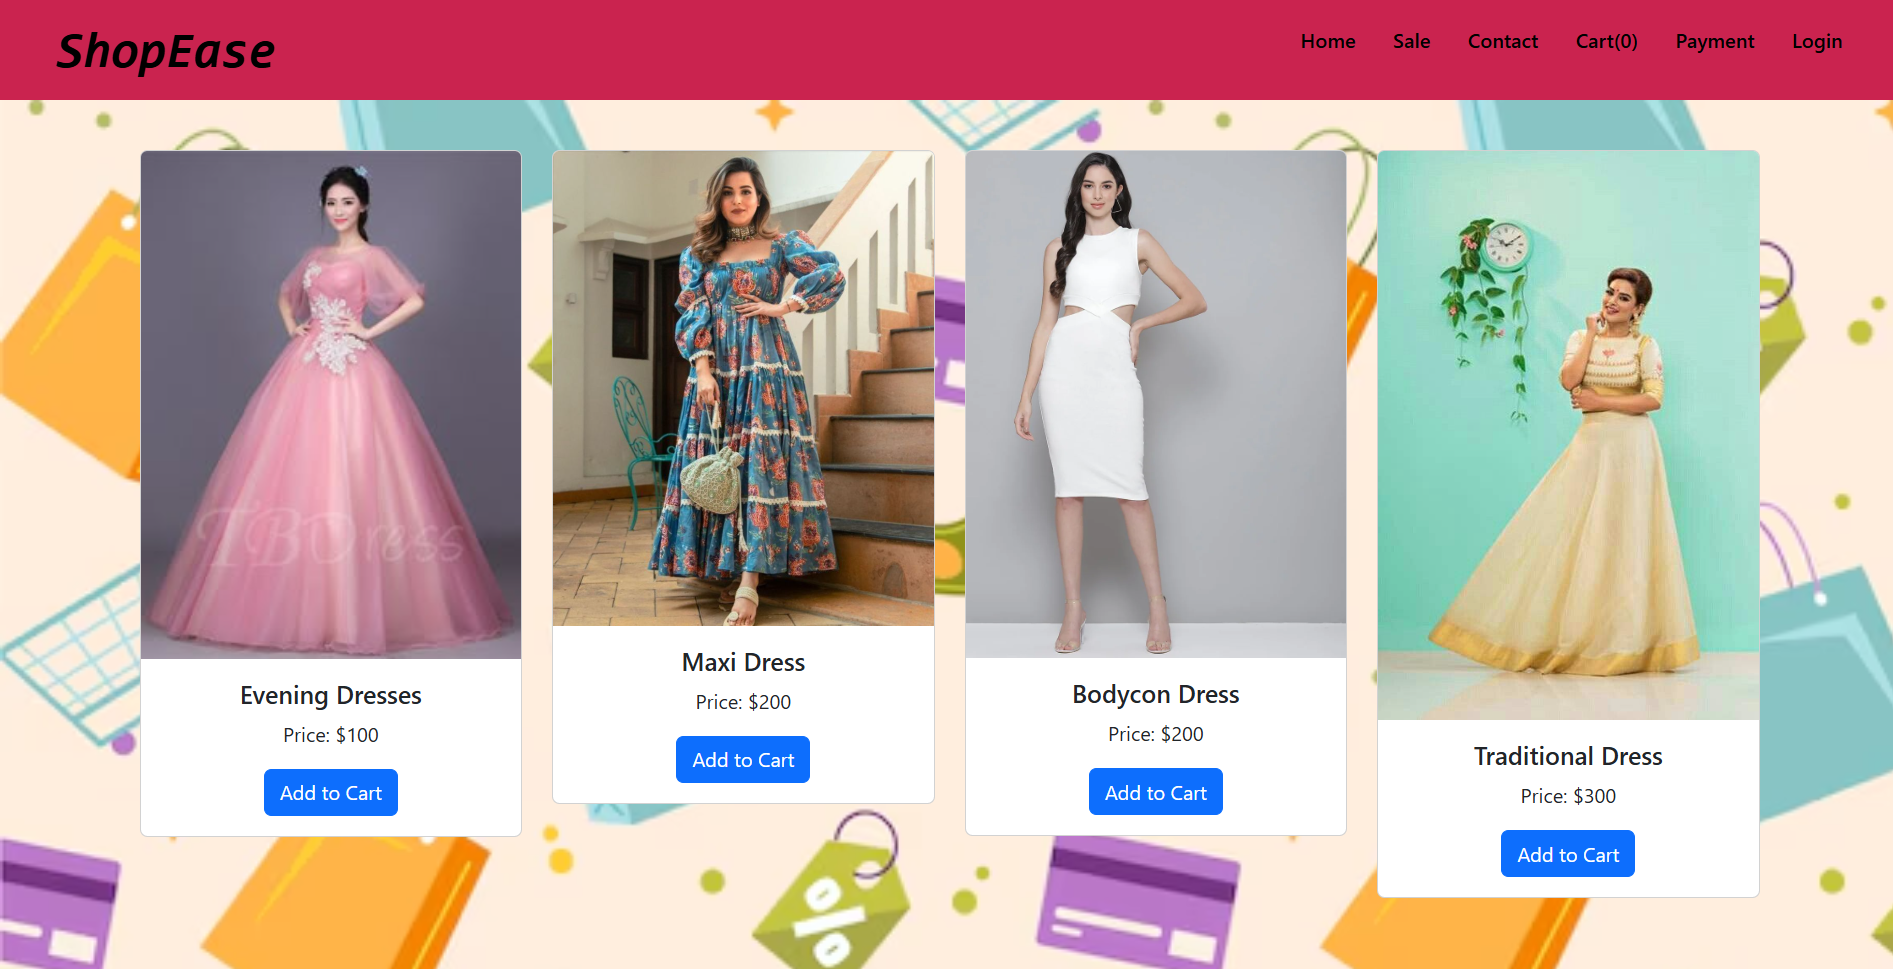 ShopEase
Home Sale Contact Cart(0) Payment Login
TBDress
Evening Dresses
Price: $100
Add to Cart
Maxi Dress
Price: $200
Add to Cart
Bodycon Dress
Price: $200
Add to Cart
Traditional Dress
Price: $300
Add to Cart
%